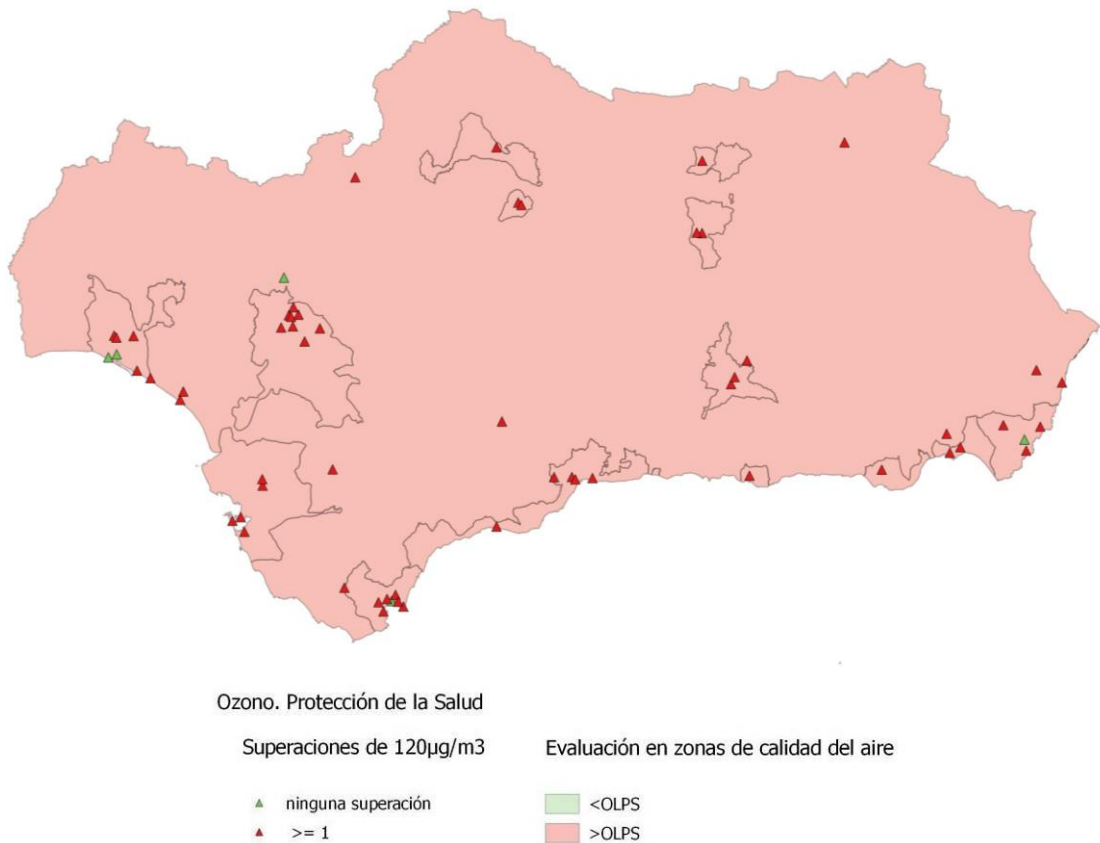 Ozono. Protección de la Salud
Superaciones de 120µg/m3
Evaluación en zonas de calidad del aire
ninguna superación
<OLPS
>= 1
>OLPS